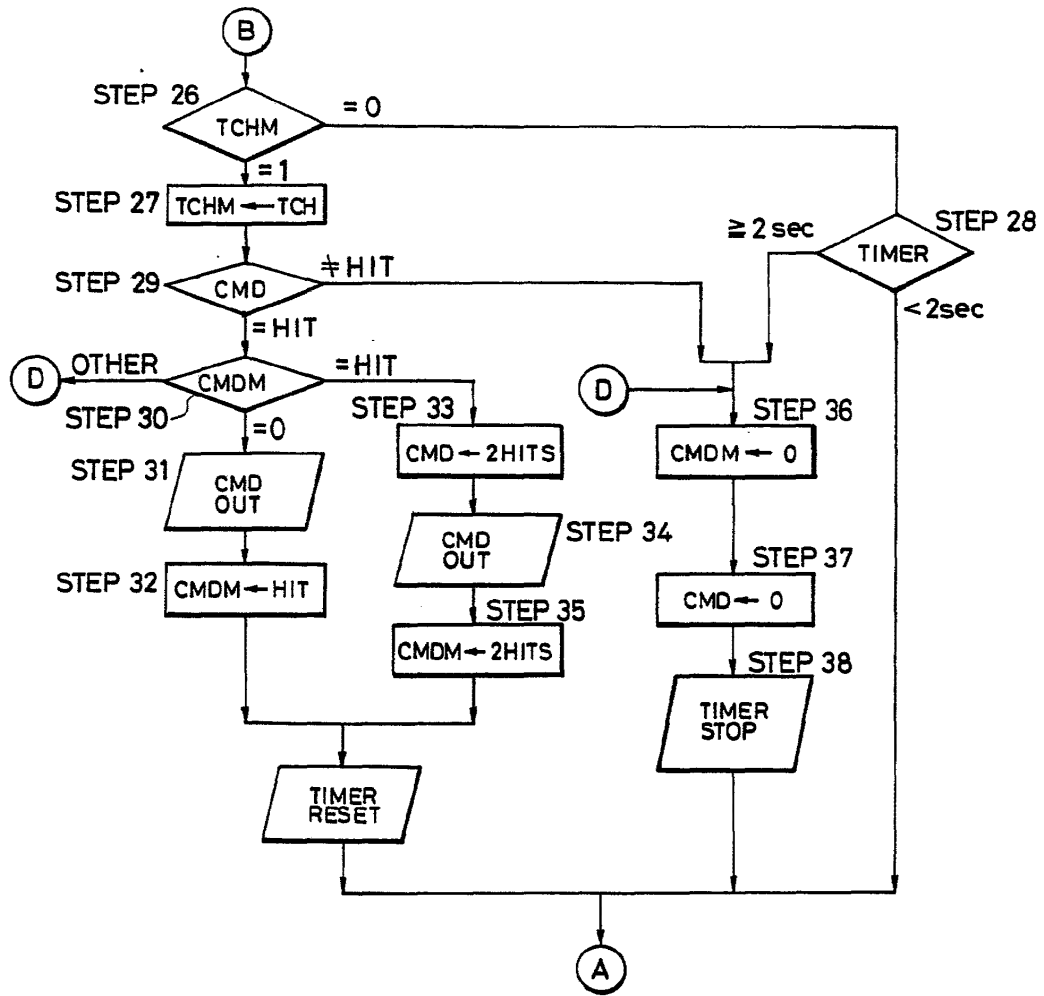 B
STEP 26
TCHM
= 0
= 1
STEP 27
TCHM ← TCH
STEP 28
TIMER
≧ 2 sec
< 2sec
STEP 29
CMD
≠ HIT
= HIT
D
OTHER
CMDM
= HIT
STEP 30
= 0
STEP 33
CMD ← 2HITS
D
STEP 36
CMDM ← 0
STEP 31
CMD
OUT
CMD
OUT
STEP 34
STEP 37
CMD ← 0
STEP 32
CMDM ← HIT
STEP 35
CMDM ← 2HITS
STEP 38
TIMER
STOP
TIMER
RESET
A